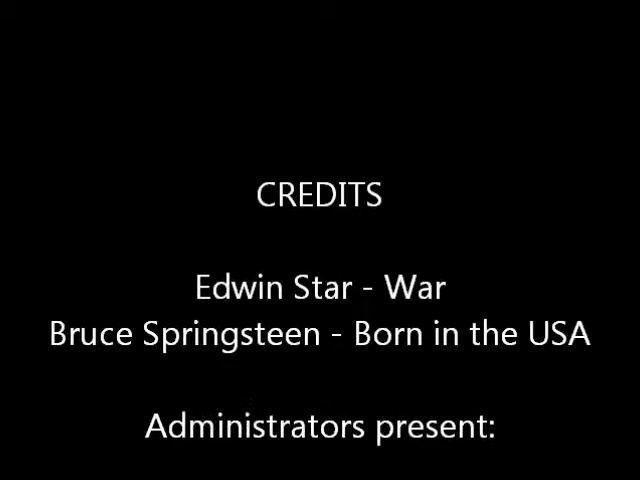 CREDITS
Edwin Star - War
Bruce Springsteen - Born in the USA
Administrators present: